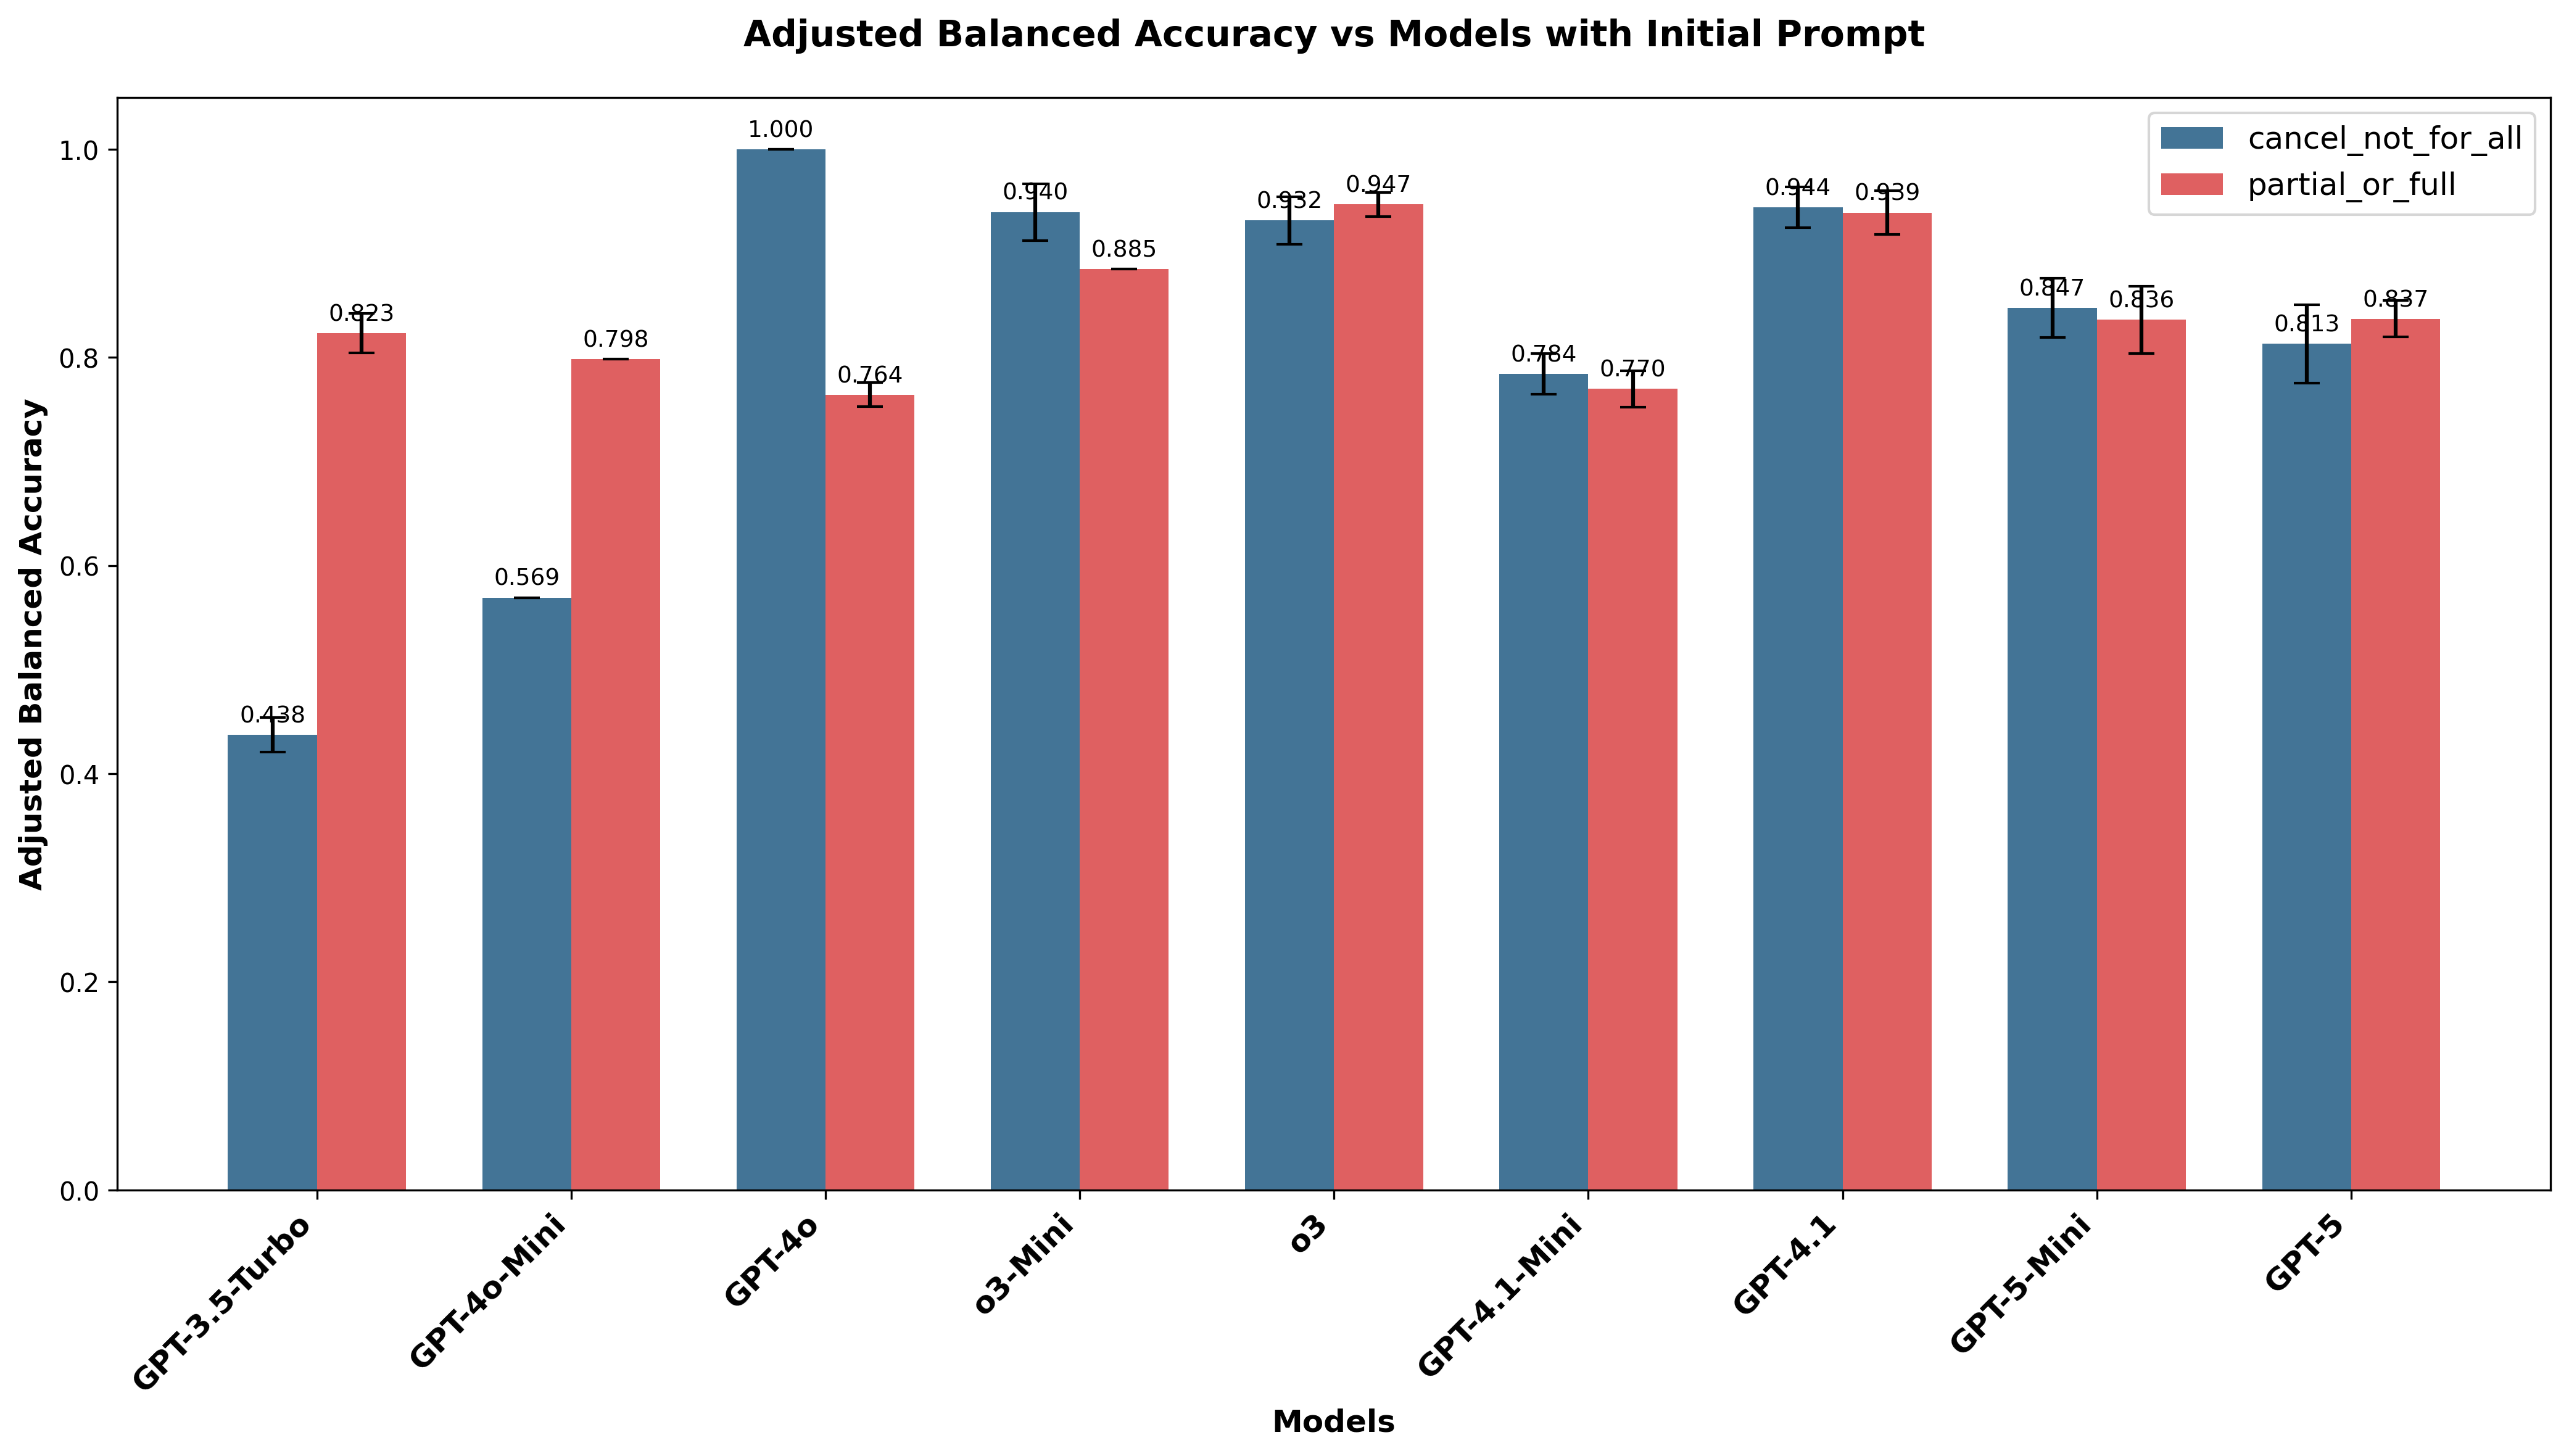 Adjusted Balanced Accuracy vs Models with Initial Prompt
cancel_not_for_all
partial_or_full
Adjusted Balanced Accuracy
1.0
0.8
0.6
0.4
0.2
0.0
0.438
0.823
0.569
0.798
1.000
0.764
0.940
0.885
0.932
0.947
0.784
0.770
0.944
0.939
0.847
0.836
0.813
0.837
GPT-3.5-Turbo
GPT-4o-Mini
GPT-4o
o3-Mini
o3
GPT-4.1-Mini
GPT-4.1
GPT-5-Mini
GPT-5
Models